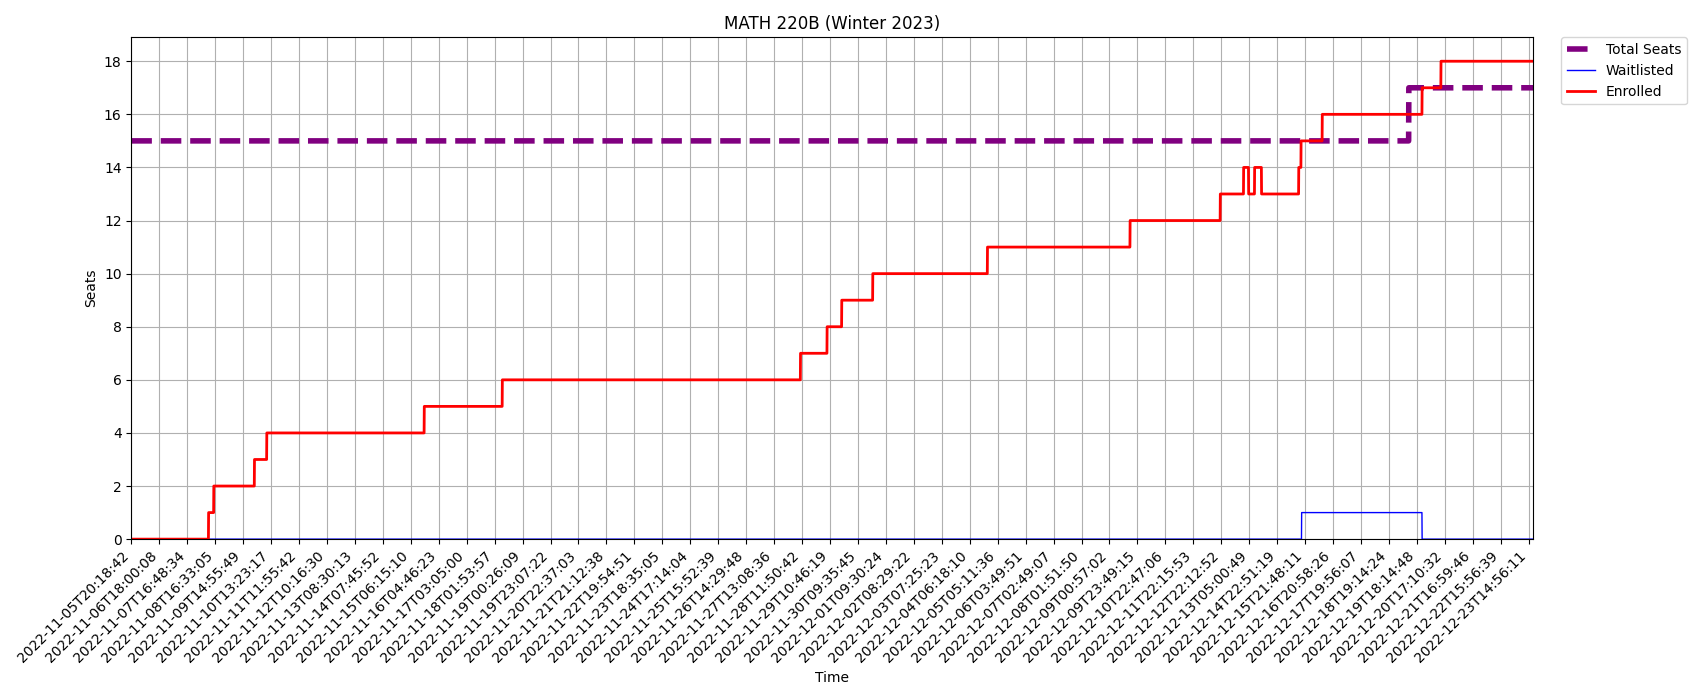 MATH 220B (Winter 2023)
Total Seats
Waitlisted
Enrolled
Seats
18
16
14
12
10
8
6
4
2
0
2022-11-05T20:18:42
2022-11-06T18:00:08
2022-11-07T16:48:34
2022-11-08T16:33:05
2022-11-09T14:55:49
2022-11-10T13:23:17
2022-11-11T11:55:42
2022-11-12T10:16:30
2022-11-13T08:30:13
2022-11-14T07:45:52
2022-11-15T06:15:10
2022-11-16T04:46:23
2022-11-17T03:05:00
2022-11-18T01:53:57
2022-11-19T00:26:09
2022-11-19T23:07:22
2022-11-20T22:37:03
2022-11-21T21:12:38
2022-11-22T19:54:51
2022-11-23T18:35:05
2022-11-24T17:14:04
2022-11-25T15:52:39
2022-11-26T14:29:48
2022-11-27T13:08:36
2022-11-28T11:50:42
2022-11-29T10:46:19
2022-11-30T09:35:45
2022-12-01T09:30:24
2022-12-02T08:29:22
2022-12-03T07:25:23
2022-12-04T06:18:10
2022-12-05T05:11:36
2022-12-06T03:49:51
2022-12-07T02:49:07
2022-12-08T01:51:50
2022-12-09T00:57:02
2022-12-09T23:49:15
2022-12-10T22:47:06
2022-12-11T22:15:53
2022-12-12T22:12:52
2022-12-13T05:00:49
2022-12-14T22:51:19
2022-12-15T21:48:11
2022-12-16T20:58:26
2022-12-17T19:56:07
2022-12-18T19:14:24
2022-12-19T18:14:48
2022-12-20T17:10:32
2022-12-21T16:59:46
2022-12-22T15:56:39
2022-12-23T14:56:11
Time